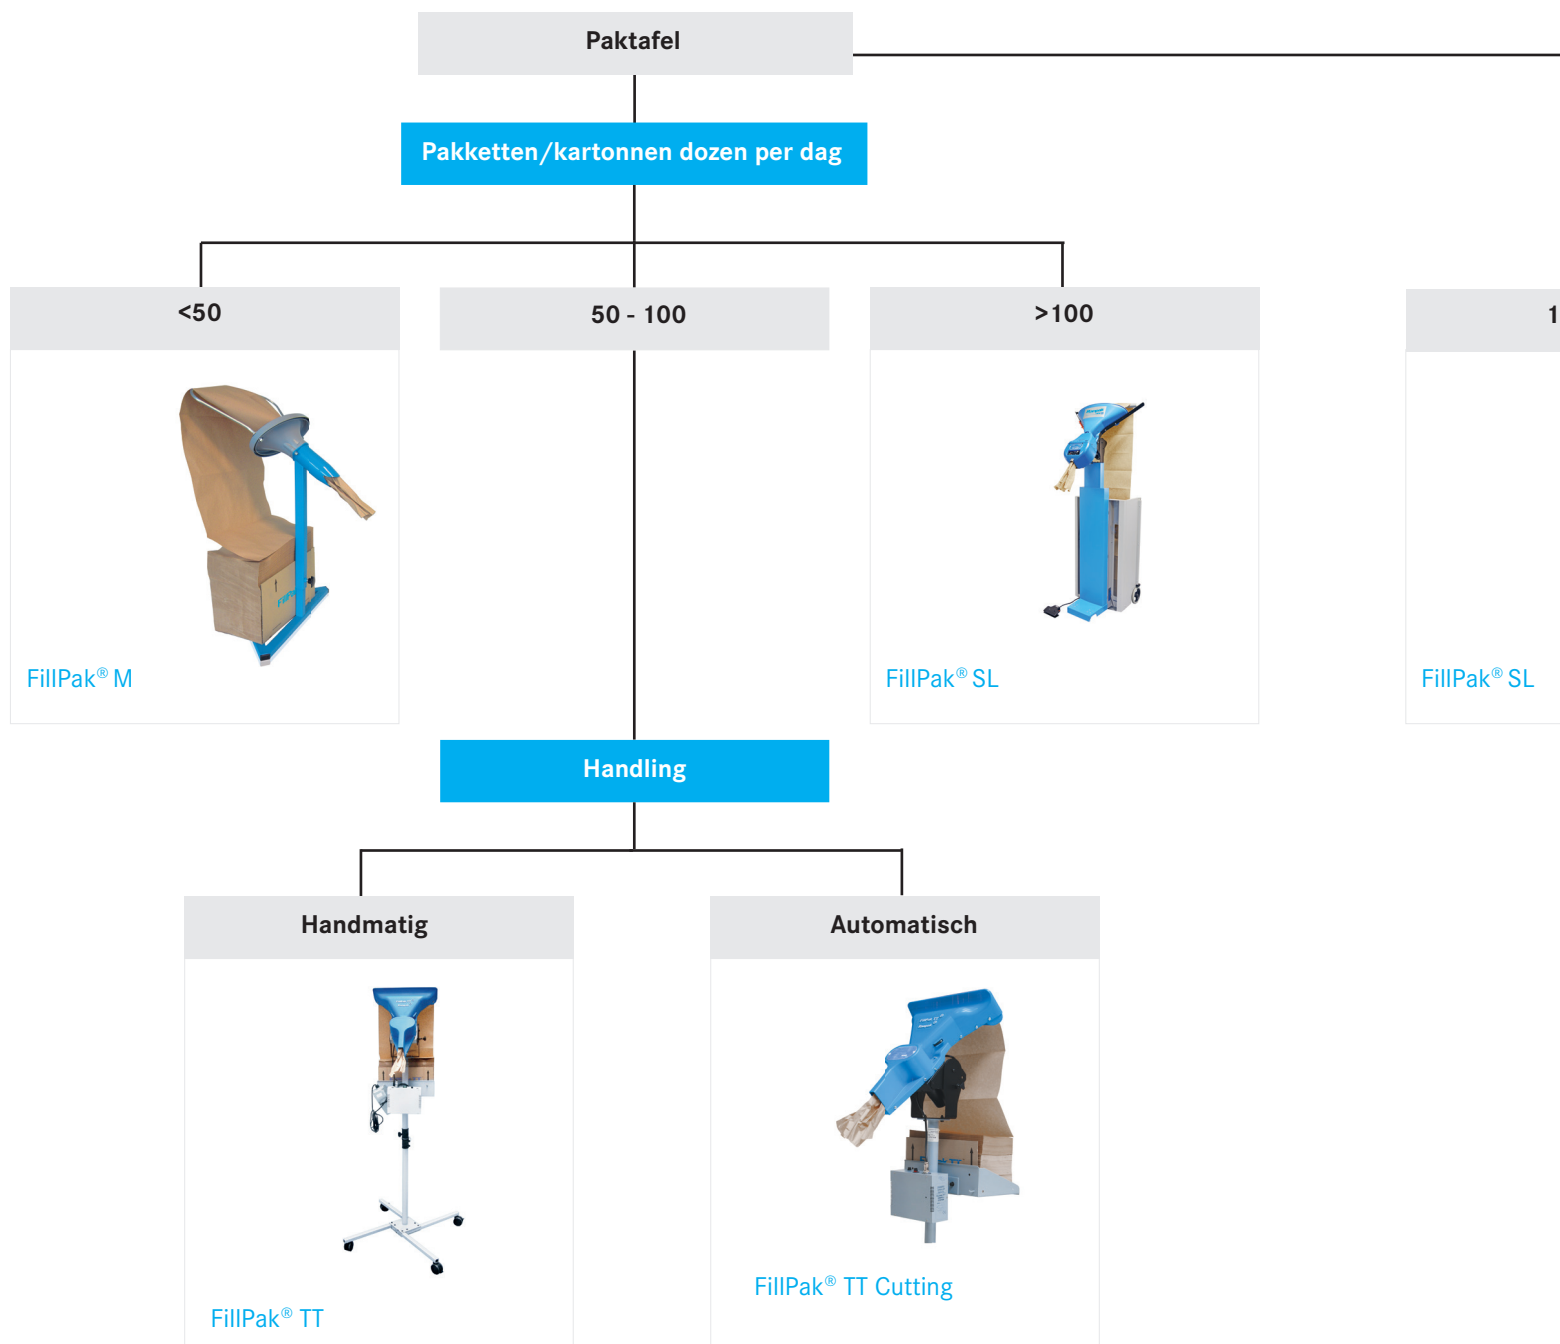 Paktafel
Pakketten/kartonnen dozen per dag
<50
50 - 100
>100
1
FillPak® M
FillPak® SL
FillPak® SL
Handling
Handmatig
Automatisch
FillPak® TT
FillPak® TT Cutting